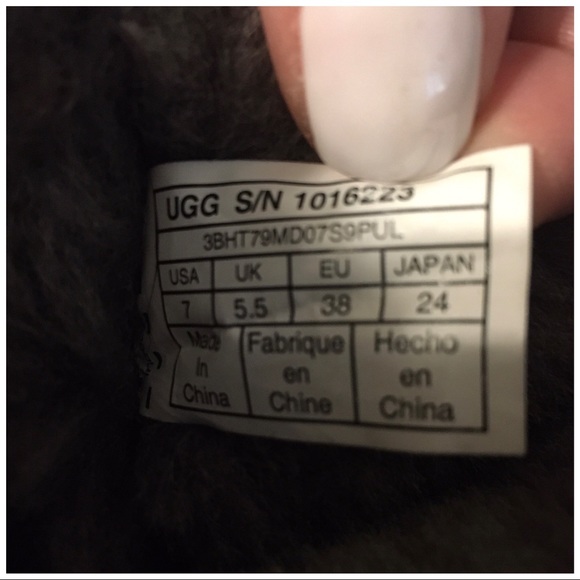 UGG S/N 1016223
3BHT79MD07S9PUL
USA UK EU JAPAN
7 5.5 38 24
Made Fabrique Hecho
in en en
China Chine China